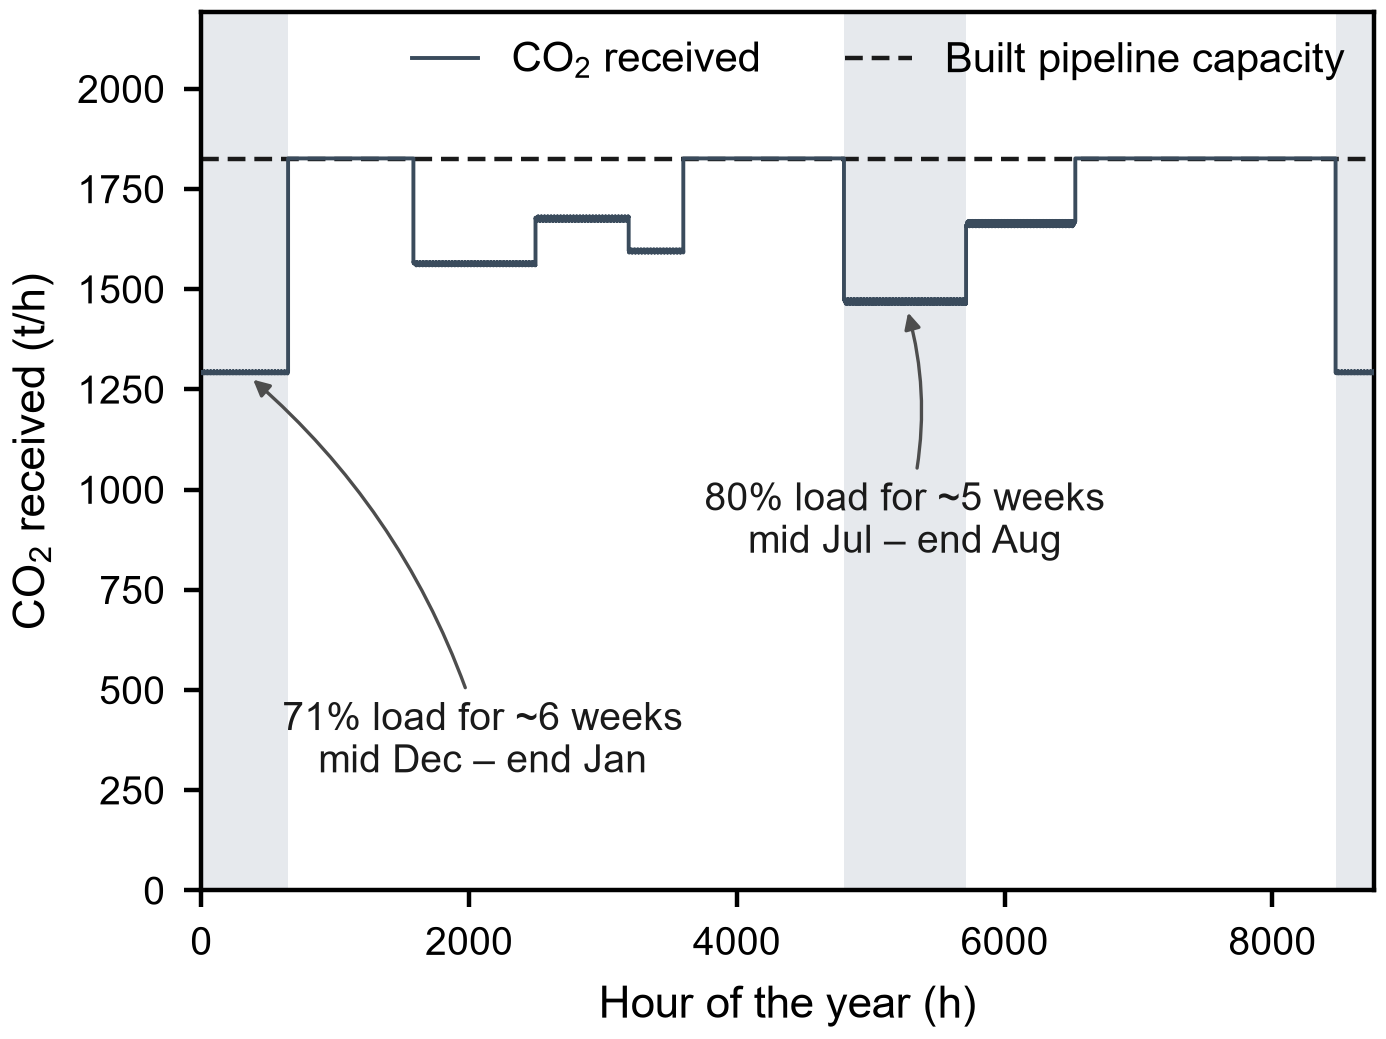 CO₂ received
Built pipeline capacity
2000
1750
1500
1250
1000
750
500
250
0
CO₂ received (t/h)
80% load for ~5 weeks
mid Jul – end Aug
71% load for ~6 weeks
mid Dec – end Jan
0 2000 4000 6000 8000
Hour of the year (h)